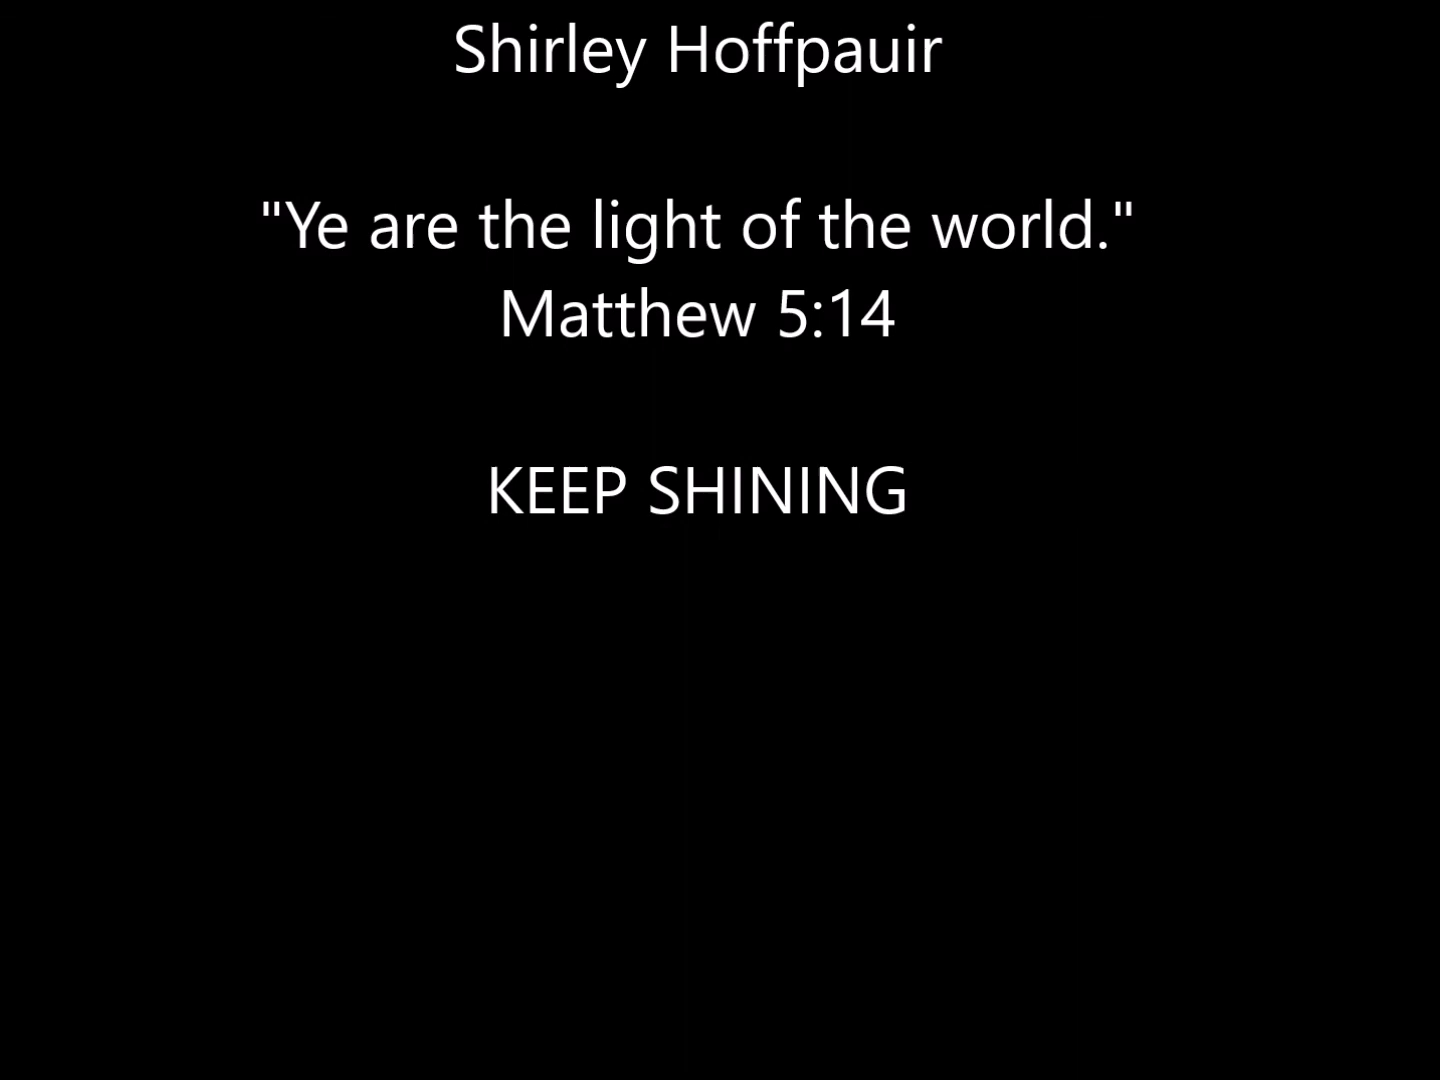 Shirley Hoffpauir
"Ye are the light of the world."
Matthew 5:14
KEEP SHINING